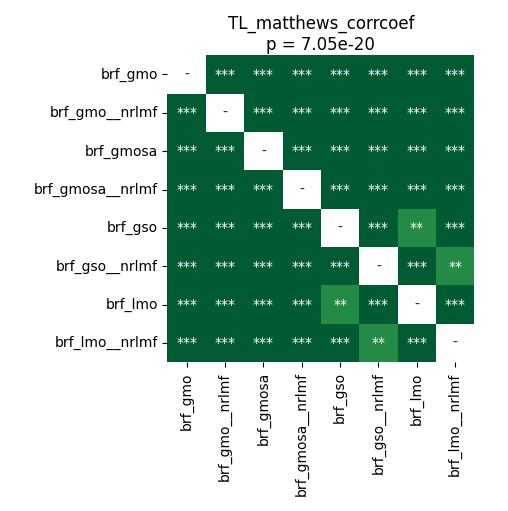 TL_matthews_corrcoef
p = 7.05e-20
brf_gmo - *** *** *** *** *** *** ***
brf_gmo__nrlmf *** - *** *** *** *** *** ***
brf_gmosa *** *** - *** *** *** *** ***
brf_gmosa__nrlmf *** *** *** - *** *** *** ***
brf_gso *** *** *** *** - *** ** ***
brf_gso__nrlmf *** *** *** *** *** - *** **
brf_lmo *** *** *** *** ** *** - ***
brf_lmo__nrlmf *** *** *** *** *** ** *** -
brf_gmo
brf_gmo__nrlmf
brf_gmosa
brf_gmosa__nrlmf
brf_gso
brf_gso__nrlmf
brf_lmo
brf_lmo__nrlmf